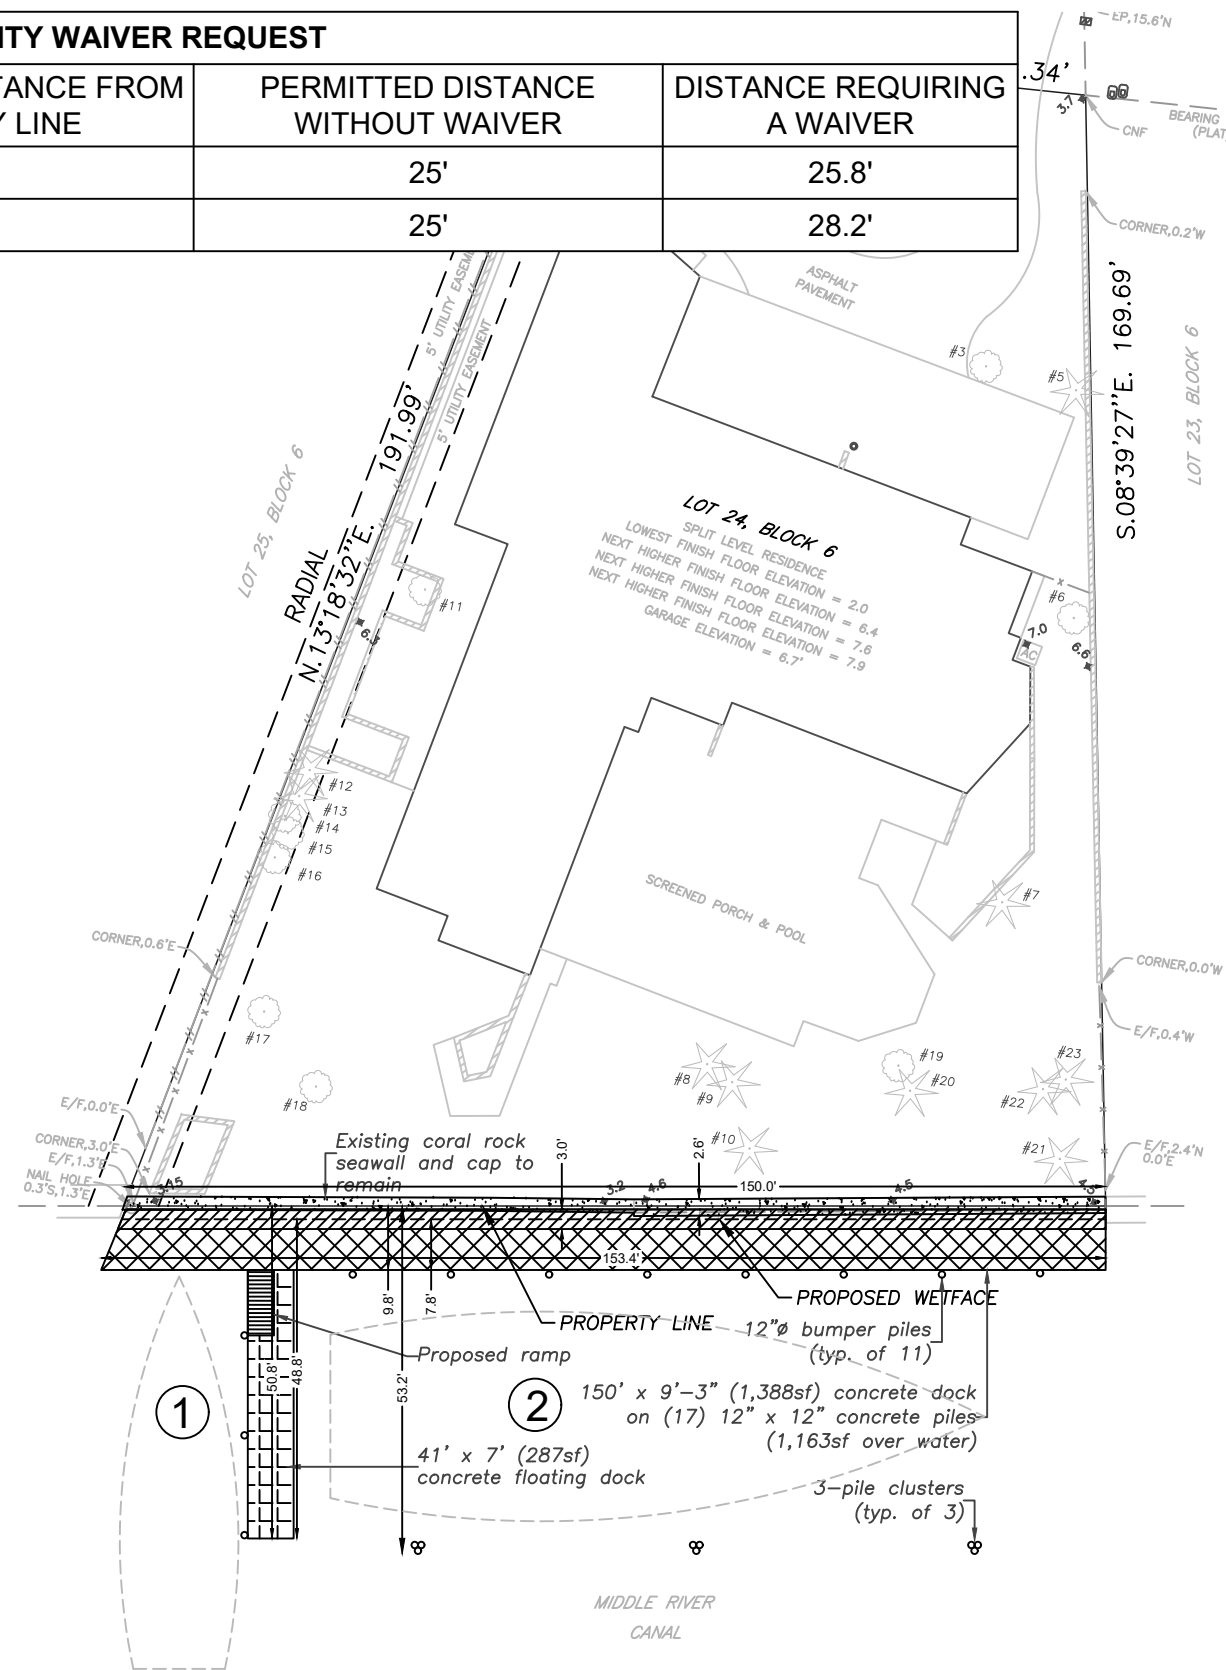 ITY WAIVER REQUEST
TANCE FROM
Y LINE
PERMITTED DISTANCE
WITHOUT WAIVER
DISTANCE REQUIRING
A WAIVER
25'
25.8'
25'
28.2'
EP,15.6'N
.34'
3.7
BEARING
(PLAT)
CNF
CORNER,0.2'W
S.08°39'27"E. 169.69'
LOT 23, BLOCK 6
ASPHALT
PAVEMENT
#3
#5
5' UTILITY EASEM
5' UTILITY EASEMENT
191.99'
RADIAL
N.13°18'32"E.
LOT 25, BLOCK 6
LOT 24, BLOCK 6
SPLIT LEVEL RESIDENCE
LOWEST FINISH FLOOR ELEVATION = 2.0
NEXT HIGHER FINISH FLOOR ELEVATION = 6.4
NEXT HIGHER FINISH FLOOR ELEVATION = 7.6
NEXT HIGHER FINISH FLOOR ELEVATION = 7.9
GARAGE ELEVATION = 6.7'
#11
#6
7.0
6.6
AC
#12
#13
#14
#15
#16
SCREENED PORCH & POOL
#7
CORNER,0.6'E
CORNER,0.0'W
E/F,0.4'W
#17
#18
#8
#9
#10
#19
#20
#23
#22
#21
E/F,0.0'E
CORNER,3.0'E
E/F,1.3'E
NAIL HOLE
0.3'S,1.3'E
E/F,2.4'N
0.0'E
Existing coral rock
seawall and cap to
remain
3.0'
2.6'
3.2
4.6
150.0'
4.5
153.4'
9.8'
7.8'
PROPOSED WETFACE
PROPERTY LINE
12"ø bumper piles
(typ. of 11)
Proposed ramp
50.8'
48.8'
53.2'
1
2
150' x 9'-3" (1,388sf) concrete dock
on (17) 12" x 12" concrete piles
(1,163sf over water)
41' x 7' (287sf)
concrete floating dock
3-pile clusters
(typ. of 3)
MIDDLE RIVER
CANAL